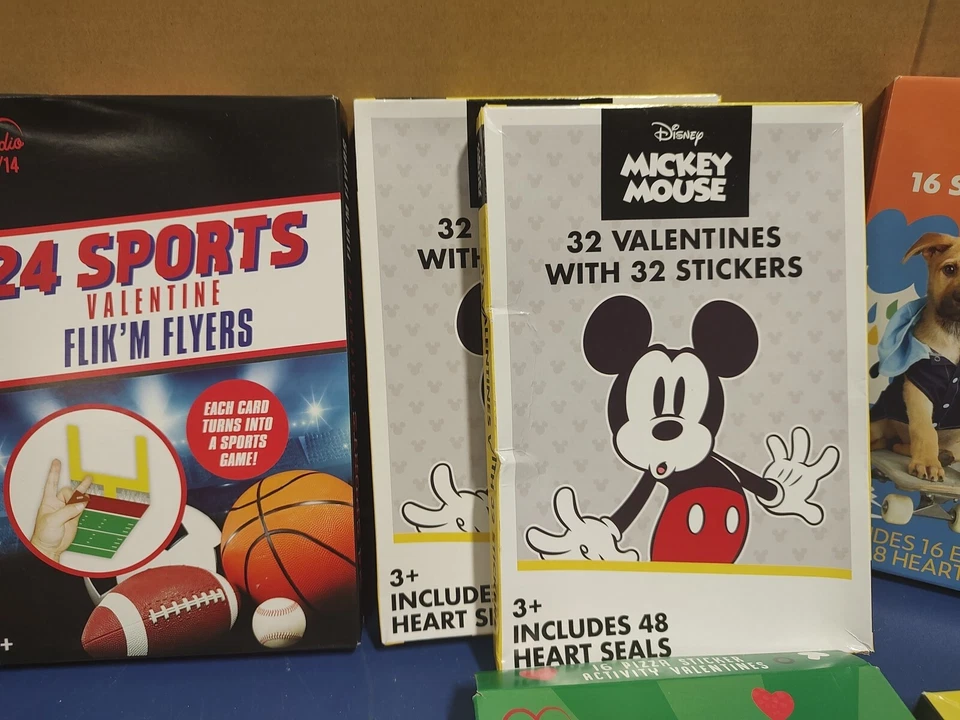 dio
/14
24 SPORTS
VALENTINE
FLIK'M FLYERS
EACH CARD
TURNS INTO
A SPORTS
GAME!
+
32
WITH
3+
INCLUDE
HEART SE
Disney
MICKEY
MOUSE
32 VALENTINES
WITH 32 STICKERS
3+
INCLUDES 48
HEART SEALS
16 PIZZA STICKER
ACTIVITY VALENTINES
16 S
DES 16 E
8 HEART